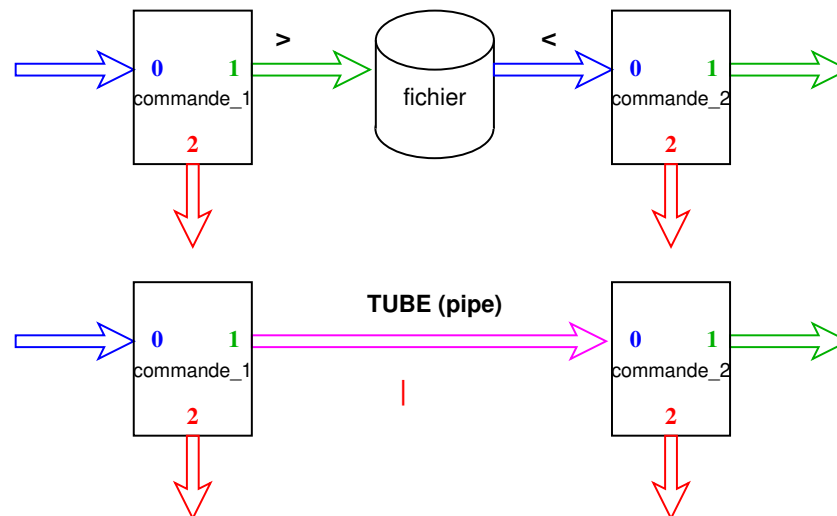 > <
0 1 0 1
commande_1 fichier commande_2
2 2
TUBE (pipe)
0 1 0 1
commande_1 commande_2
|
2 2